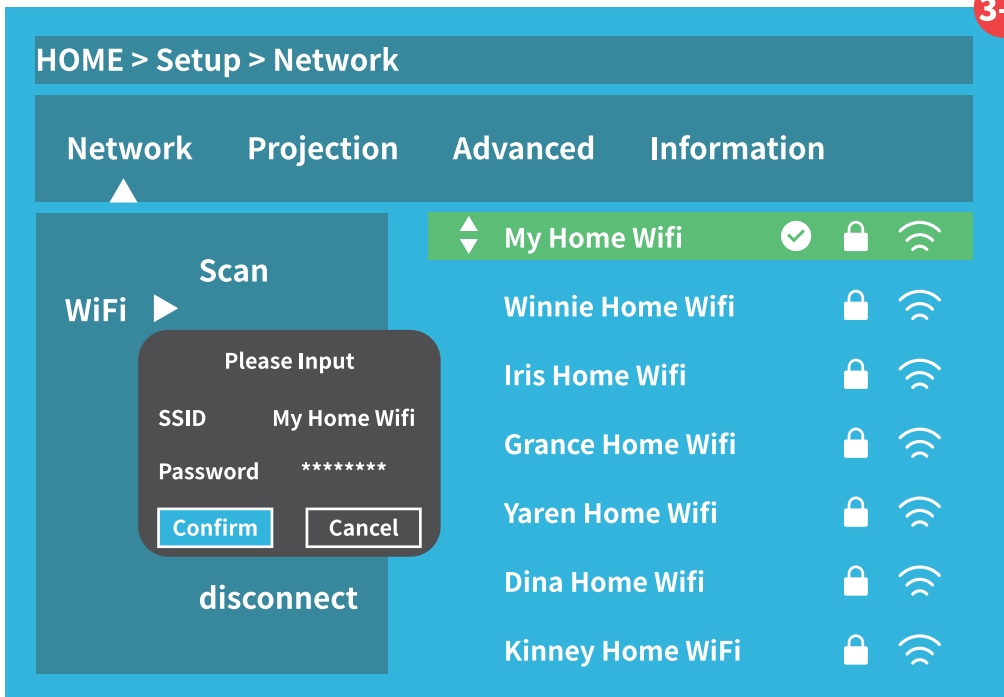 3-
HOME > Setup > Network
Network Projection Advanced Information
Scan
WiFi
Please Input
SSID My Home Wifi
Password ********
Confirm Cancel
disconnect
My Home Wifi
Winnie Home Wifi
Iris Home Wifi
Grance Home Wifi
Yaren Home Wifi
Dina Home Wifi
Kinney Home WiFi